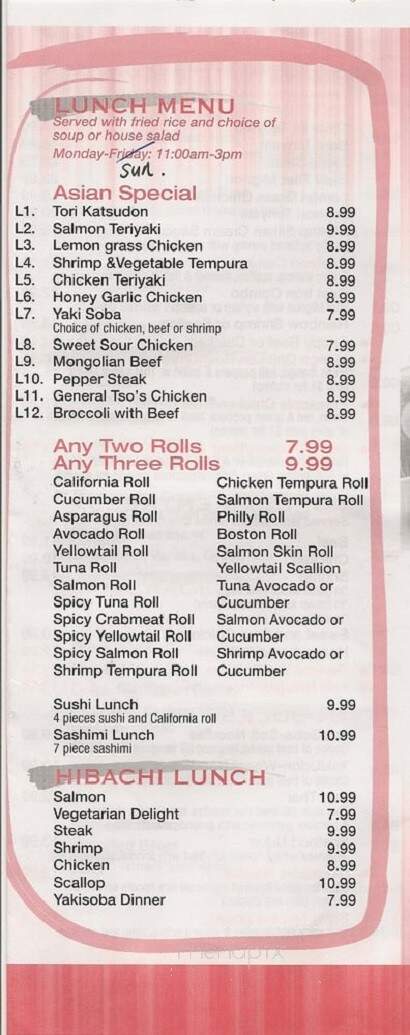 LUNCH MENU
Served with fried rice and choice of
soup or house salad
Monday-Friday: 11:00am-3pm
Sun.
Asian Special
L1. Tori Katsudon 8.99
L2. Salmon Teriyaki 9.99
L3. Lemon grass Chicken 8.99
L4. Shrimp &Vegetable Tempura 8.99
L5. Chicken Teriyaki 8.99
L6. Honey Garlic Chicken 8.99
L7. Yaki Soba 7.99
Choice of chicken, beef or shrimp
L8. Sweet Sour Chicken 7.99
L9. Mongolian Beef 8.99
L10. Pepper Steak 8.99
L11. General Tso's Chicken 8.99
L12. Broccoli with Beef 8.99
Any Two Rolls 7.99
Any Three Rolls 9.99
California Roll Chicken Tempura Roll
Cucumber Roll Salmon Tempura Roll
Asparagus Roll Philly Roll
Avocado Roll Boston Roll
Yellowtail Roll Salmon Skin Roll
Tuna Roll Yellowtail Scallion
Salmon Roll Tuna Avocado or
Spicy Tuna Roll Cucumber
Spicy Crabmeat Roll Salmon Avocado or
Spicy Yellowtail Roll Cucumber
Spicy Salmon Roll Shrimp Avocado or
Shrimp Tempura Roll Cucumber
Sushi Lunch 9.99
4 pieces sushi and California roll
Sashimi Lunch 10.99
7 piece sashimi
HIBACHI LUNCH
Salmon 10.99
Vegetarian Delight 7.99
Steak 9.99
Shrimp 9.99
Chicken 8.99
Scallop 10.99
Yakisoba Dinner 7.99
menupix